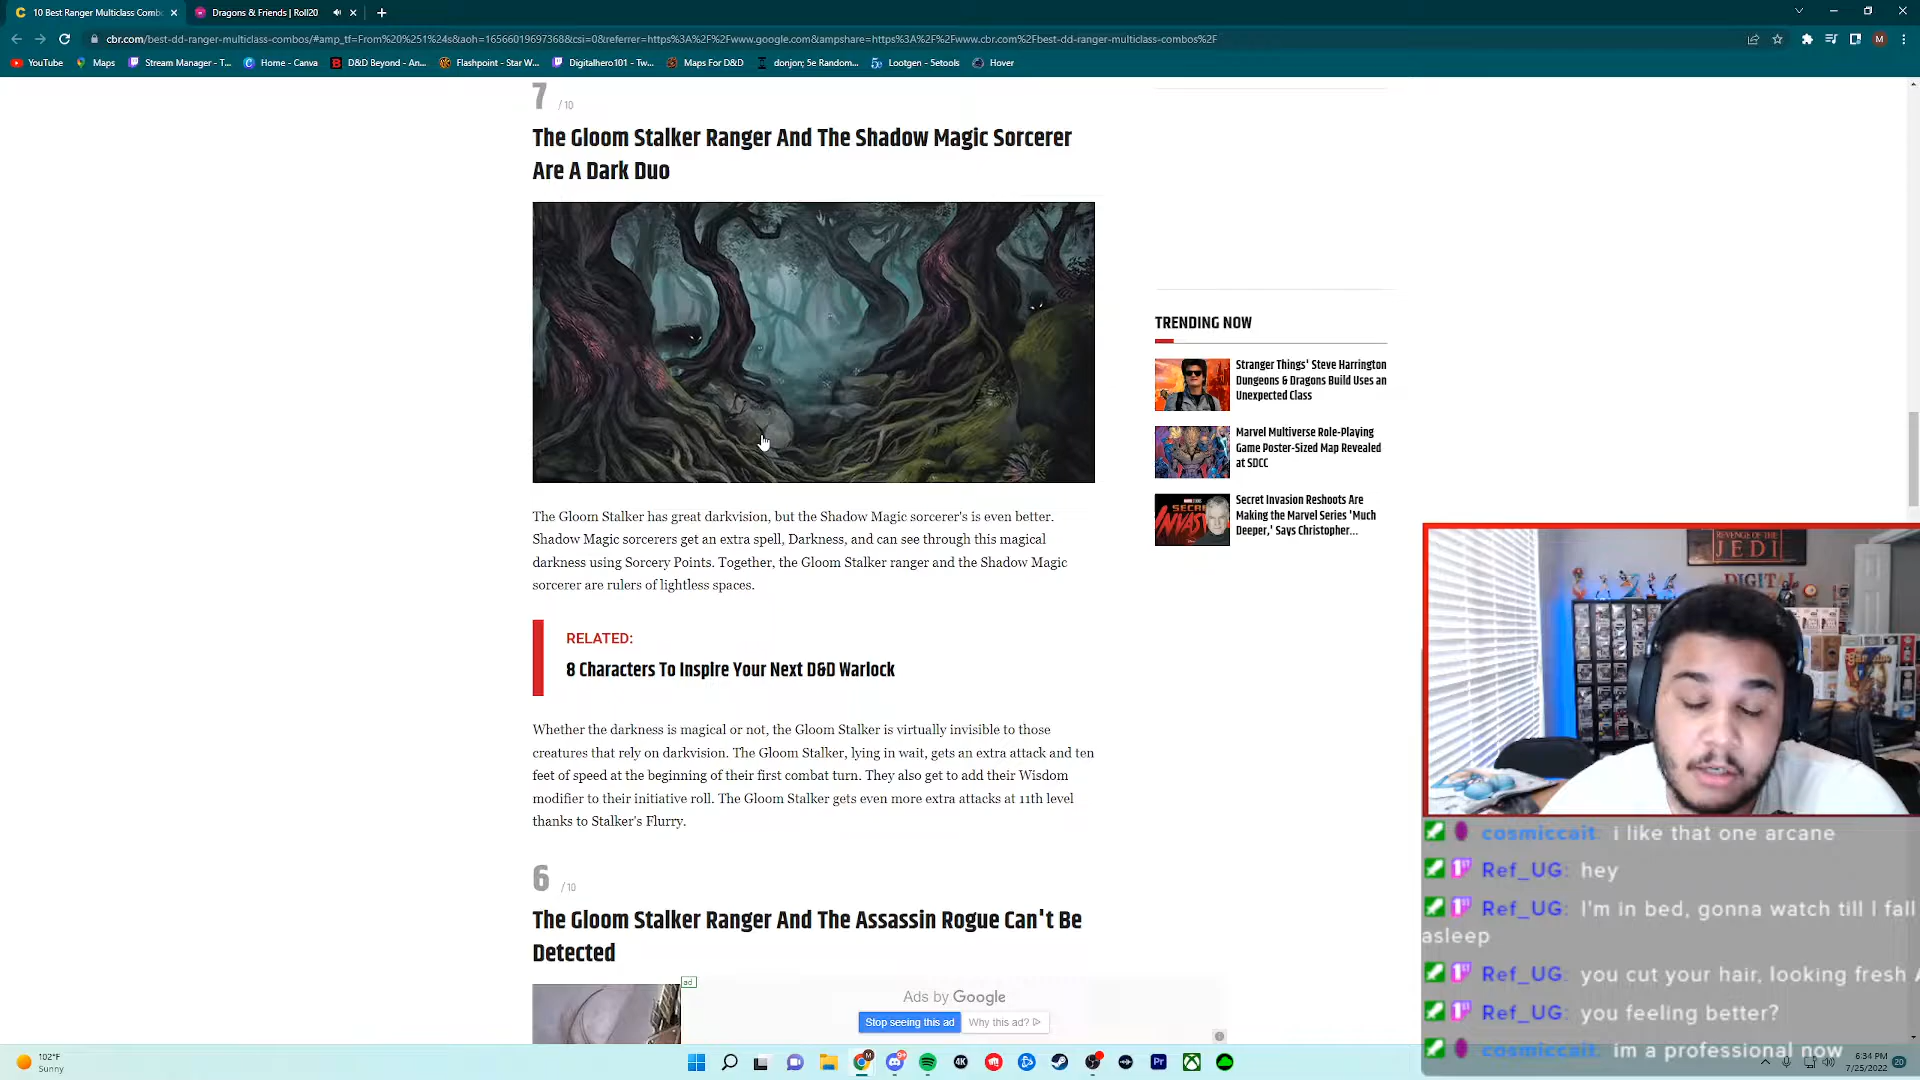 10 Best Ranger Multiclass Comb
Dragons & Friends | Roll20
cbr.com/best-dd-ranger-multiclass-combos/#amp_tf=From%20%251%24s&aoh=16566019697368&csi=0&referrer=https%3A%2F%2Fwww.google.com&ampshare=https%3A%2F%2Fwww.cbr.com%2Fbest-dd-ranger-multiclass-combos%2F
M
YouTube Maps Stream Manager - T... Home - Canva D&D Beyond - An... Flashpoint - Star W... Digitalhero101 - Tw... Maps For D&D donjon; 5e Random... Lootgen - 5etools Hover
7 / 10
The Gloom Stalker Ranger And The Shadow Magic Sorcerer
Are A Dark Duo
The Gloom Stalker has great darkvision, but the Shadow Magic sorcerer's is even better.
Shadow Magic sorcerers get an extra spell, Darkness, and can see through this magical
darkness using Sorcery Points. Together, the Gloom Stalker ranger and the Shadow Magic
sorcerer are rulers of lightless spaces.
RELATED:
8 Characters To Inspire Your Next D&D Warlock
Whether the darkness is magical or not, the Gloom Stalker is virtually invisible to those
creatures that rely on darkvision. The Gloom Stalker, lying in wait, gets an extra attack and ten
feet of speed at the beginning of their first combat turn. They also get to add their Wisdom
modifier to their initiative roll. The Gloom Stalker gets even more extra attacks at 11th level
thanks to Stalker's Flurry.
6 / 10
The Gloom Stalker Ranger And The Assassin Rogue Can't Be
Detected
ad
Ads by Google
Stop seeing this ad
Why this ad?
TRENDING NOW
Stranger Things' Steve Harrington
Dungeons & Dragons Build Uses an
Unexpected Class
Marvel Multiverse Role-Playing
Game Poster-Sized Map Revealed
at SDCC
Secret Invasion Reshoots Are
Making the Marvel Series 'Much
Deeper,' Says Christopher...
REVENGE OF THE
JEDI
DIGITAL
cosmiccait: i like that one arcane
Ref_UG: hey
Ref_UG: I'm in bed, gonna watch till I fall
asleep
Ref_UG: you cut your hair, looking fresh
Ref_UG: you feeling better?
cosmiccait: im a professional now
102°F
Sunny
4K
Pr
6:34 PM
7/25/2022
20